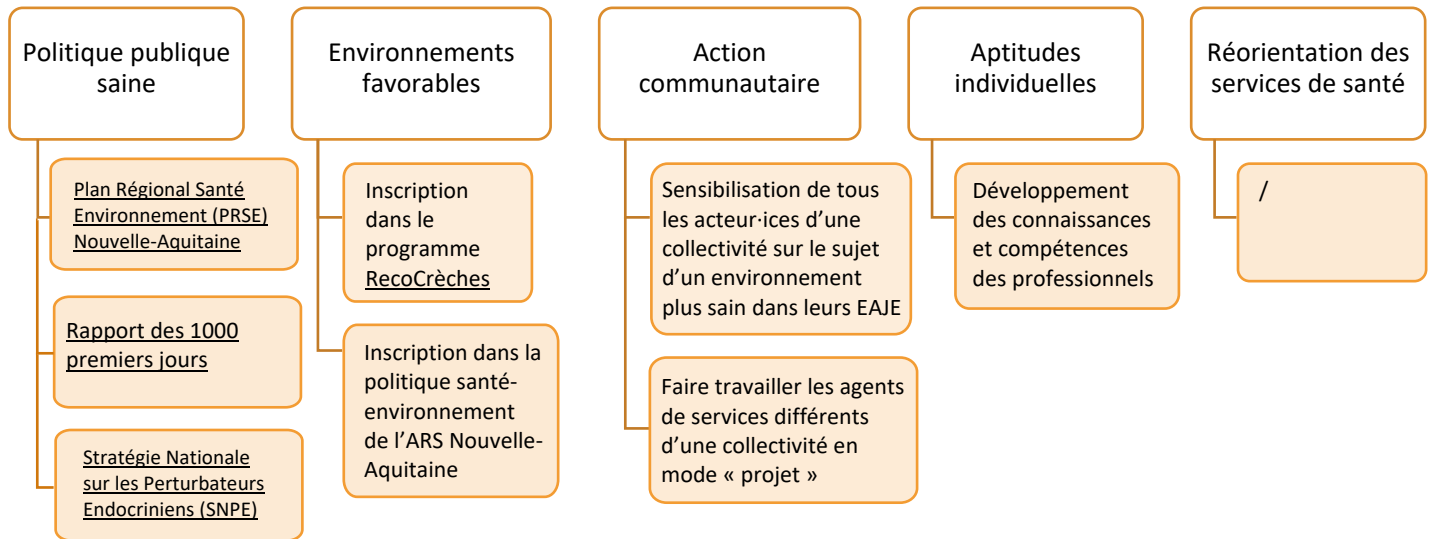 Politique publique
saine
Plan Régional Santé
Environnement (PRSE)
Nouvelle-Aquitaine
Rapport des 1000
premiers jours
Stratégie Nationale
sur les Perturbateurs
Endocriniens (SNPE)
Environnements
favorables
Inscription
dans le
programme
RecoCrèches
Inscription dans la
politique santé-
environnement
de l’ARS Nouvelle-
Aquitaine
Action
communautaire
Sensibilisation de tous
les acteur·ices d’une
collectivité sur le sujet
d’un environnement
plus sain dans leurs EAJE
Faire travailler les agents
de services différents
d’une collectivité en
mode « projet »
Aptitudes
individuelles
Développement
des connaissances
et compétences
des professionnels
Réorientation des
services de santé
/